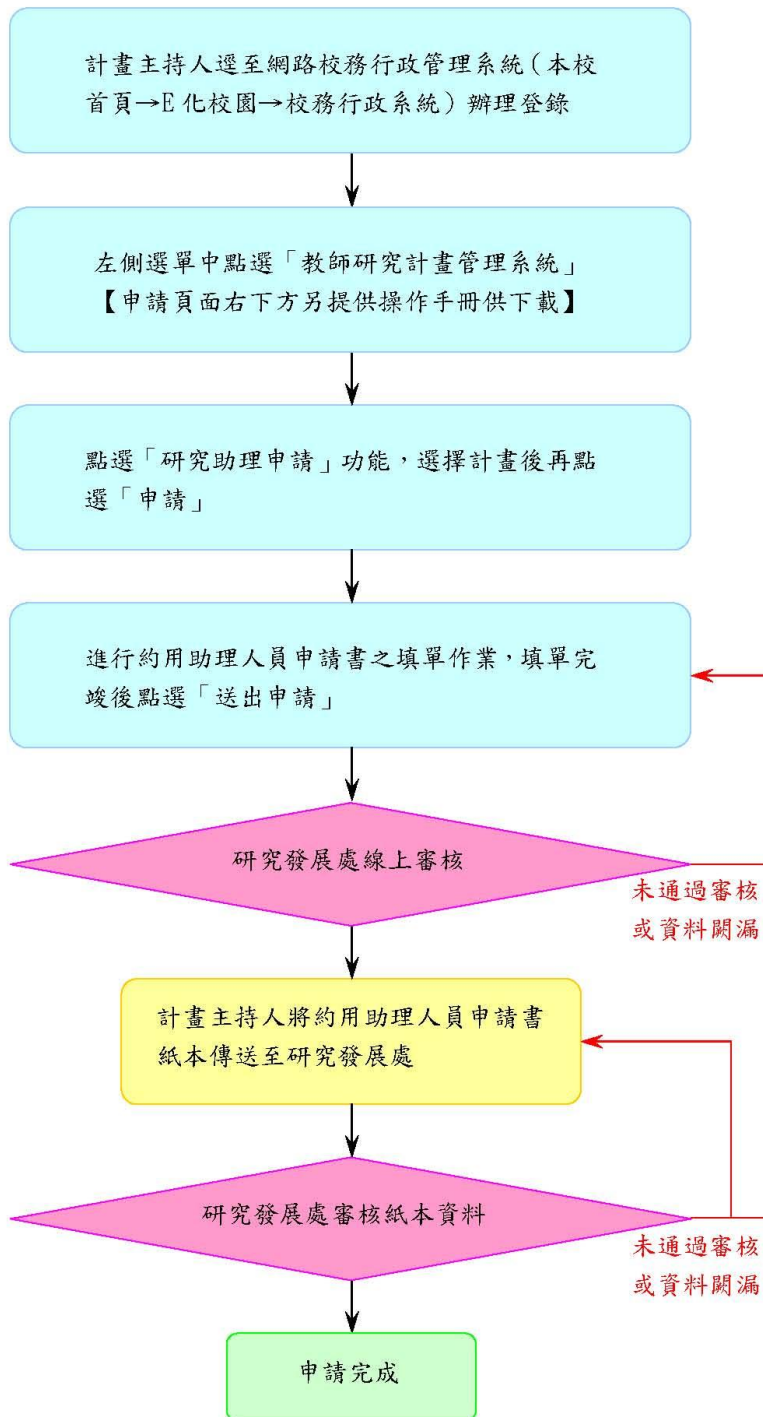 計畫主持人逕至網路校務行政管理系統(本校
首頁→E化校園→校務行政系統)辦理登錄
左側選單中點選「教師研究計畫管理系統」
【申請頁面右下方另提供操作手冊供下載】
點選「研究助理申請」功能,選擇計畫後再點
選「申請」
進行約用助理人員申請書之填單作業,填單完
竣後點選「送出申請」
研究發展處線上審核
未通過審核
或資料闕漏
計畫主持人將約用助理人員申請書
紙本傳送至研究發展處
研究發展處審核紙本資料
未通過審核
或資料闕漏
申請完成